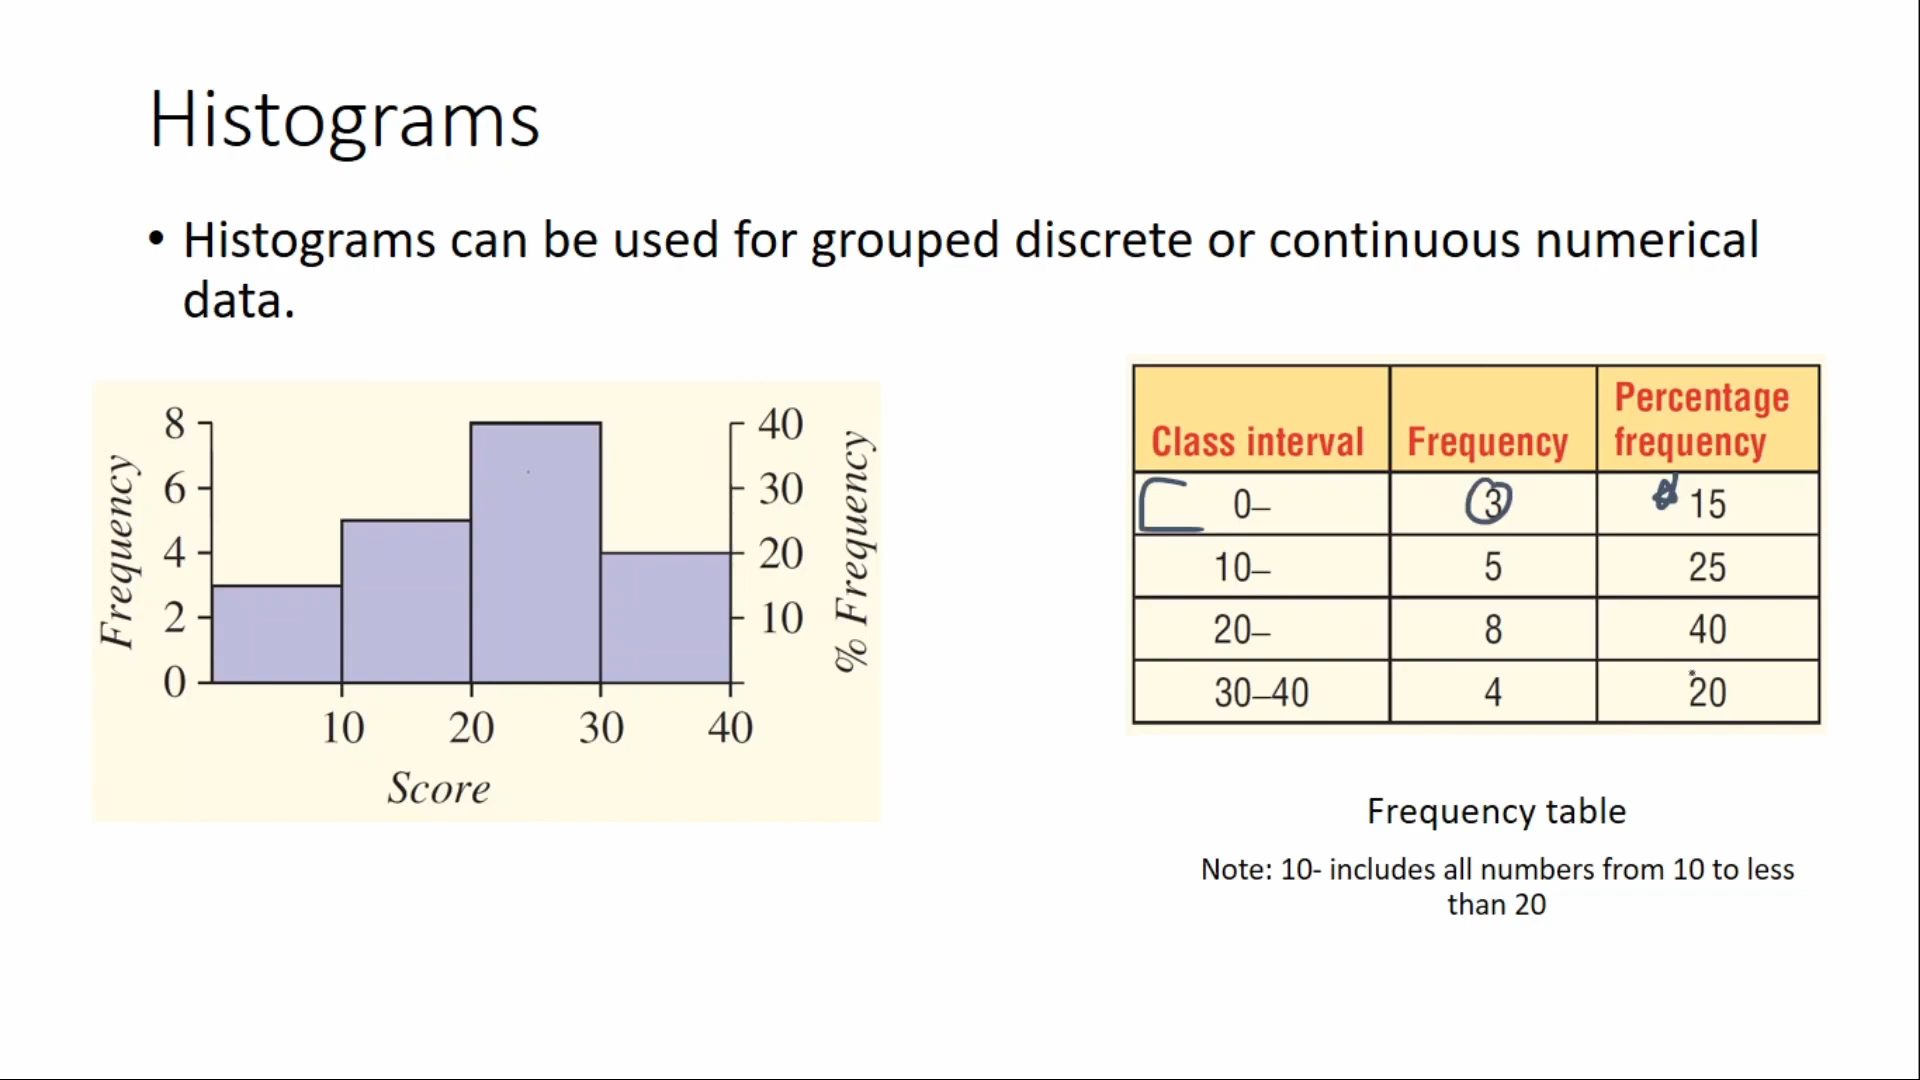 Histograms
• Histograms can be used for grouped discrete or continuous numerical
data.
8
6
4
2
0
Frequency
40
30
20
10
% Frequency
10 20 30 40
Score
Class interval Frequency Percentage frequency
0– 3 15
10– 5 25
20– 8 40
30–40 4 20
Frequency table
Note: 10- includes all numbers from 10 to less
than 20